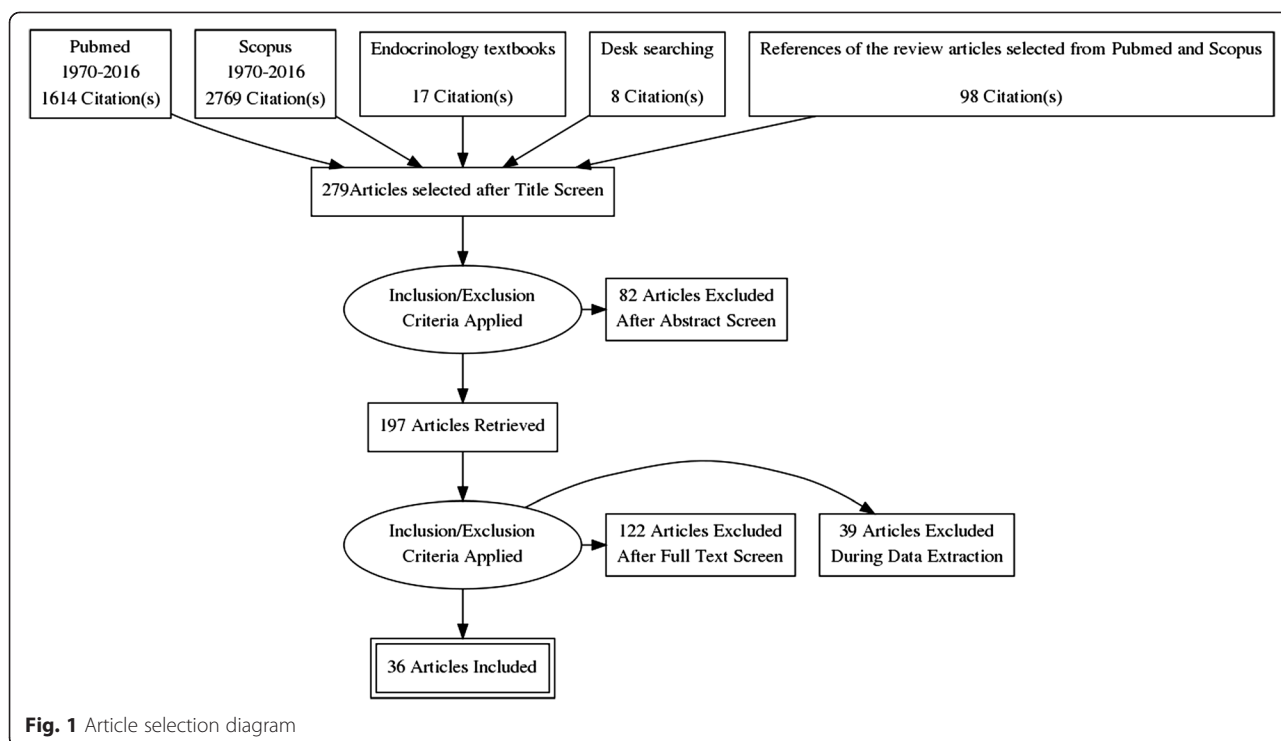 Pubmed
1970-2016
1614 Citation(s)
Scopus
1970-2016
2769 Citation(s)
Endocrinology textbooks
17 Citation(s)
Desk searching
8 Citation(s)
References of the review articles selected from Pubmed and Scopus
98 Citation(s)
279Articles selected after Title Screen
Inclusion/Exclusion
Criteria Applied
82 Articles Excluded
After Abstract Screen
197 Articles Retrieved
Inclusion/Exclusion
Criteria Applied
122 Articles Excluded
After Full Text Screen
39 Articles Excluded
During Data Extraction
36 Articles Included
Fig. 1 Article selection diagram